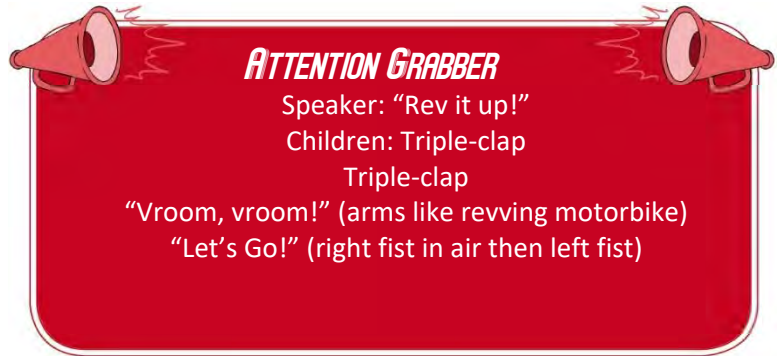 ATTENTION GRABBER
Speaker: “Rev it up!”
Children: Triple-clap
Triple-clap
“Vroom, vroom!” (arms like revving motorbike)
“Let’s Go!” (right fist in air then left fist)